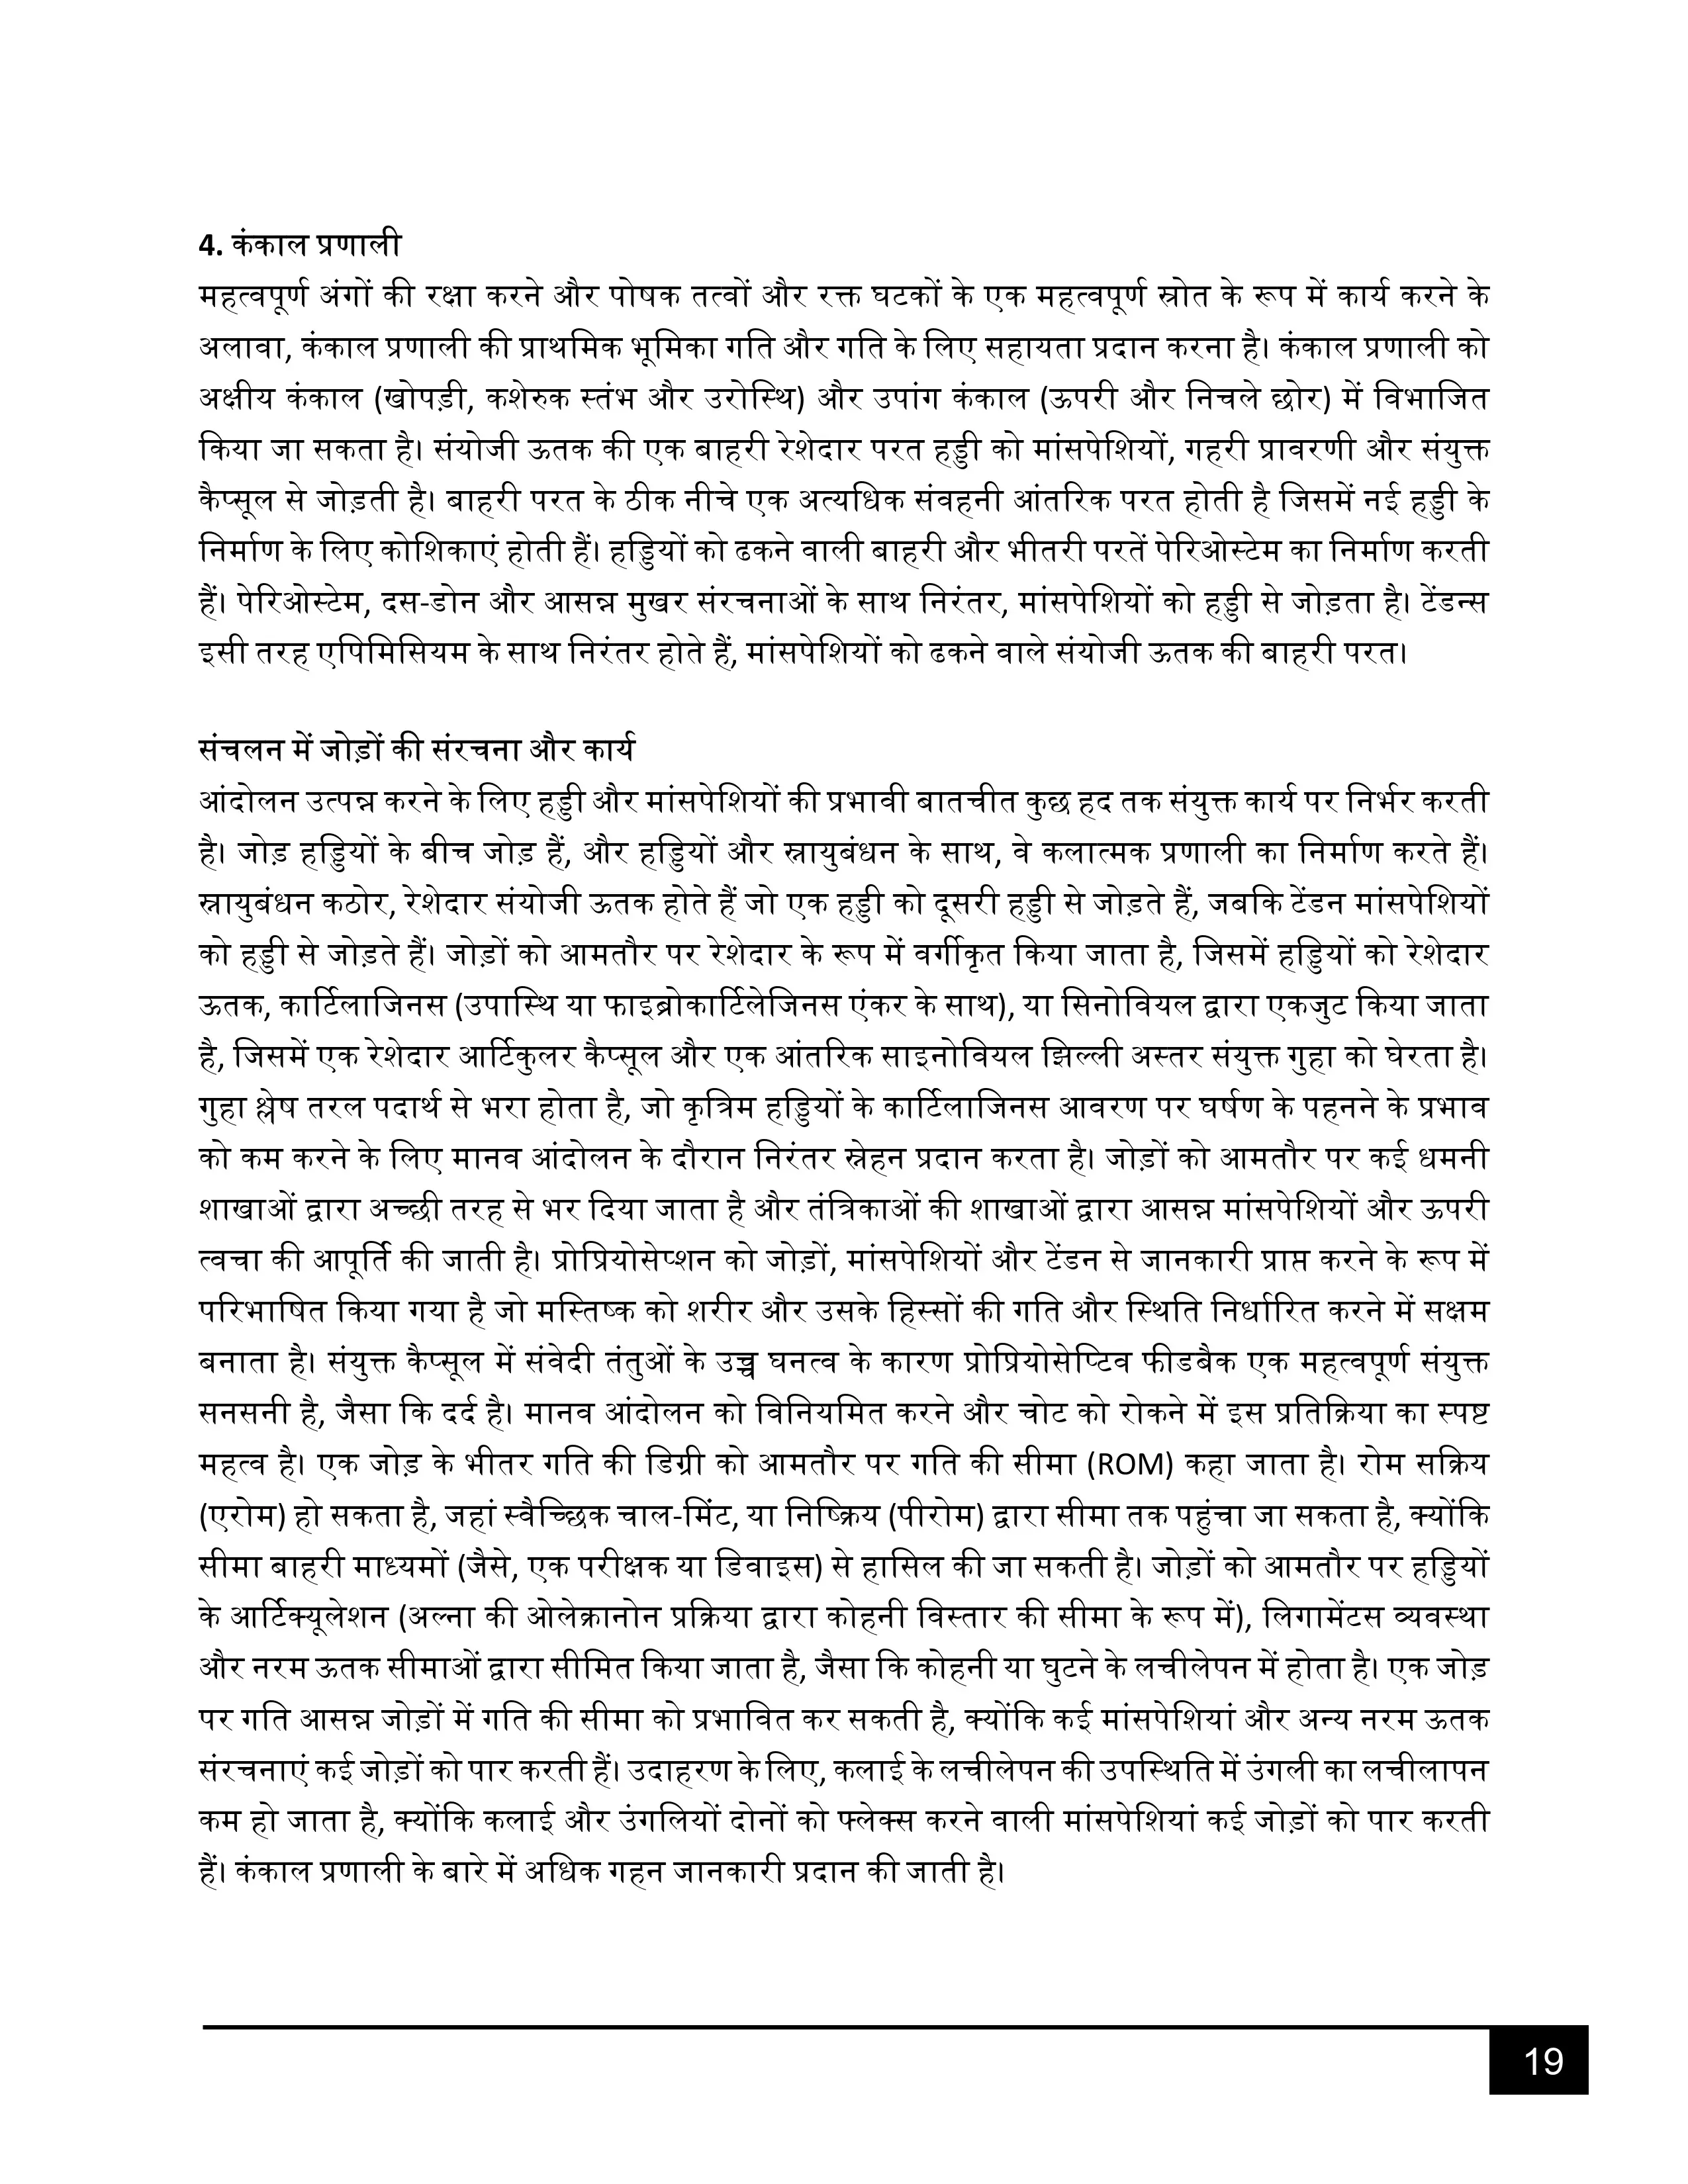 4. कंकाल प्रणाली
महत्वपूर्ण अंगों की रक्षा करने और पोषक तत्वों और रक्त घटकों के एक महत्वपूर्ण स्रोत के रूप में कार्य करने के
अलावा, कंकाल प्रणाली की प्राथमिक भूमिका गति और गति के लिए सहायता प्रदान करना है। कंकाल प्रणाली को
अक्षीय कंकाल (खोपड़ी, कशेरुक स्तंभ और उरोस्थि) और उपांग कंकाल (ऊपरी और निचले छोर) में विभाजित
किया जा सकता है। संयोजी ऊतक की एक बाहरी रेशेदार परत हड्डी को मांसपेशियों, गहरी प्रावरणी और संयुक्त
कैप्सूल से जोड़ती है। बाहरी परत के ठीक नीचे एक अत्यधिक संवहनी आंतरिक परत होती है जिसमें नई हड्डी के
निर्माण के लिए कोशिकाएं होती हैं। हड्डियों को ढकने वाली बाहरी और भीतरी परतें पेरिओस्टेम का निर्माण करती
हैं। पेरिओस्टेम, दस-डोन और आसन्न मुखर संरचनाओं के साथ निरंतर, मांसपेशियों को हड्डी से जोड़ता है। टेंडन्स
इसी तरह एपिमिसियम के साथ निरंतर होते हैं, मांसपेशियों को ढकने वाले संयोजी ऊतक की बाहरी परत।
संचलन में जोड़ों की संरचना और कार्य
आंदोलन उत्पन्न करने के लिए हड्डी और मांसपेशियों की प्रभावी बातचीत कुछ हद तक संयुक्त कार्य पर निर्भर करती
है। जोड़ हड्डियों के बीच जोड़ हैं, और हड्डियों और स्नायुबंधन के साथ, वे कलात्मक प्रणाली का निर्माण करते हैं।
स्नायुबंधन कठोर, रेशेदार संयोजी ऊतक होते हैं जो एक हड्डी को दूसरी हड्डी से जोड़ते हैं, जबकि टेंडन मांसपेशियों
को हड्डी से जोड़ते हैं। जोड़ों को आमतौर पर रेशेदार के रूप में वर्गीकृत किया जाता है, जिसमें हड्डियों को रेशेदार
ऊतक, कार्टिलाजिनस (उपास्थि या फाइब्रोकार्टिलेजिनस एंकर के साथ), या सिनोवियल द्वारा एकजुट किया जाता
है, जिसमें एक रेशेदार आर्टिकुलर कैप्सूल और एक आंतरिक साइनोवियल झिल्ली अस्तर संयुक्त गुहा को घेरता है।
गुहा श्लेष तरल पदार्थ से भरा होता है, जो कृत्रिम हड्डियों के कार्टिलाजिनस आवरण पर घर्षण के पहनने के प्रभाव
को कम करने के लिए मानव आंदोलन के दौरान निरंतर स्नेहन प्रदान करता है। जोड़ों को आमतौर पर कई धमनी
शाखाओं द्वारा अच्छी तरह से भर दिया जाता है और तंत्रिकाओं की शाखाओं द्वारा आसन्न मांसपेशियों और ऊपरी
त्वचा की आपूर्ति की जाती है। प्रोप्रियोसेप्शन को जोड़ों, मांसपेशियों और टेंडन से जानकारी प्राप्त करने के रूप में
परिभाषित किया गया है जो मस्तिष्क को शरीर और उसके हिस्सों की गति और स्थिति निर्धारित करने में सक्षम
बनाता है। संयुक्त कैप्सूल में संवेदी तंतुओं के उच्च घनत्व के कारण प्रोप्रियोसेप्टिव फीडबैक एक महत्वपूर्ण संयुक्त
सनसनी है, जैसा कि दर्द है। मानव आंदोलन को विनियमित करने और चोट को रोकने में इस प्रतिक्रिया का स्पष्ट
महत्व है। एक जोड़ के भीतर गति की डिग्री को आमतौर पर गति की सीमा (ROM) कहा जाता है। रोम सक्रिय
(एरोम) हो सकता है, जहां स्वैच्छिक चाल-मिंट, या निष्क्रिय (पीरोम) द्वारा सीमा तक पहुंचा जा सकता है, क्योंकि
सीमा बाहरी माध्यमों (जैसे, एक परीक्षक या डिवाइस) से हासिल की जा सकती है। जोड़ों को आमतौर पर हड्डियों
के आर्टिक्यूलेशन (अल्ना की ओलेक्रानोन प्रक्रिया द्वारा कोहनी विस्तार की सीमा के रूप में), लिगामेंटस व्यवस्था
और नरम ऊतक सीमाओं द्वारा सीमित किया जाता है, जैसा कि कोहनी या घुटने के लचीलेपन में होता है। एक जोड़
पर गति आसन्न जोड़ों में गति की सीमा को प्रभावित कर सकती है, क्योंकि कई मांसपेशियां और अन्य नरम ऊतक
संरचनाएं कई जोड़ों को पार करती हैं। उदाहरण के लिए, कलाई के लचीलेपन की उपस्थिति में उंगली का लचीलापन
कम हो जाता है, क्योंकि कलाई और उंगलियों दोनों को फ्लेक्स करने वाली मांसपेशियां कई जोड़ों को पार करती
हैं। कंकाल प्रणाली के बारे में अधिक गहन जानकारी प्रदान की जाती है।
19